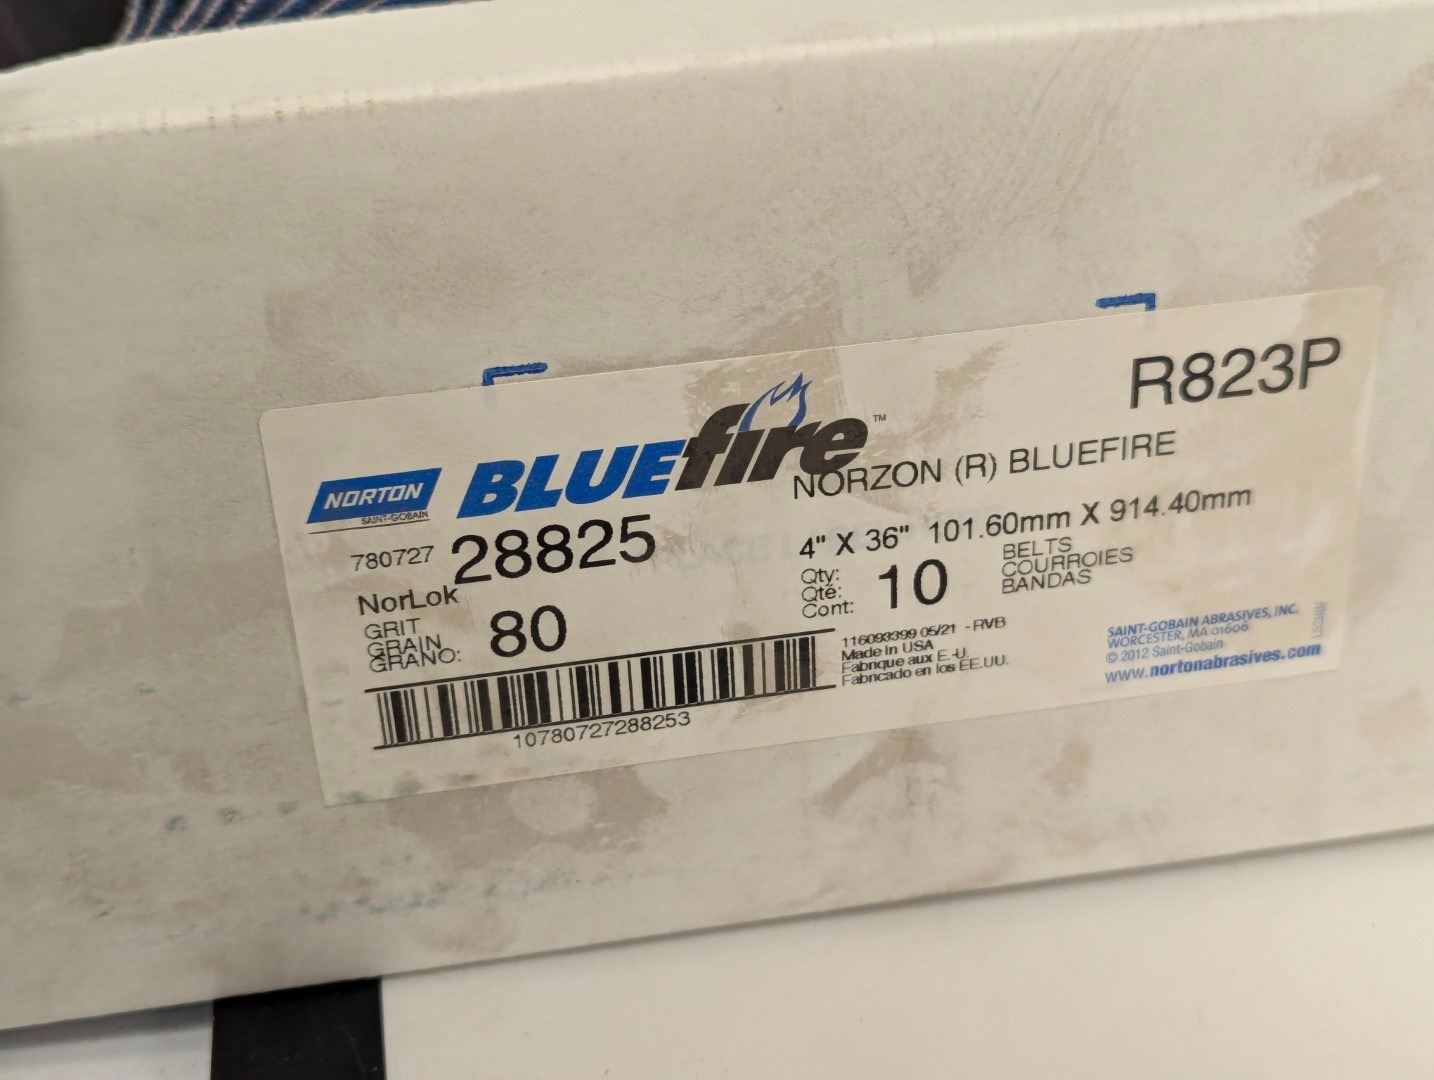 R823P
BLUEfire™
NORTON
SAINT-GOBAIN
NORZON (R) BLUEFIRE
780727 28825
4" X 36" 101.60mm X 914.40mm
NorLok
Qty:
Qté:
Cont: 10
BELTS
COURROIES
BANDAS
GRIT
GRAIN
GRANO: 80
116093399 05/21 - RVB
Made In USA
Fabrique aux E.-U.
Fabricado en los EE.UU.
SAINT-GOBAIN ABRASIVES, INC.
WORCESTER, MA 01606
© 2012 Saint-Gobain
www.nortonabrasives.com
10780727288253